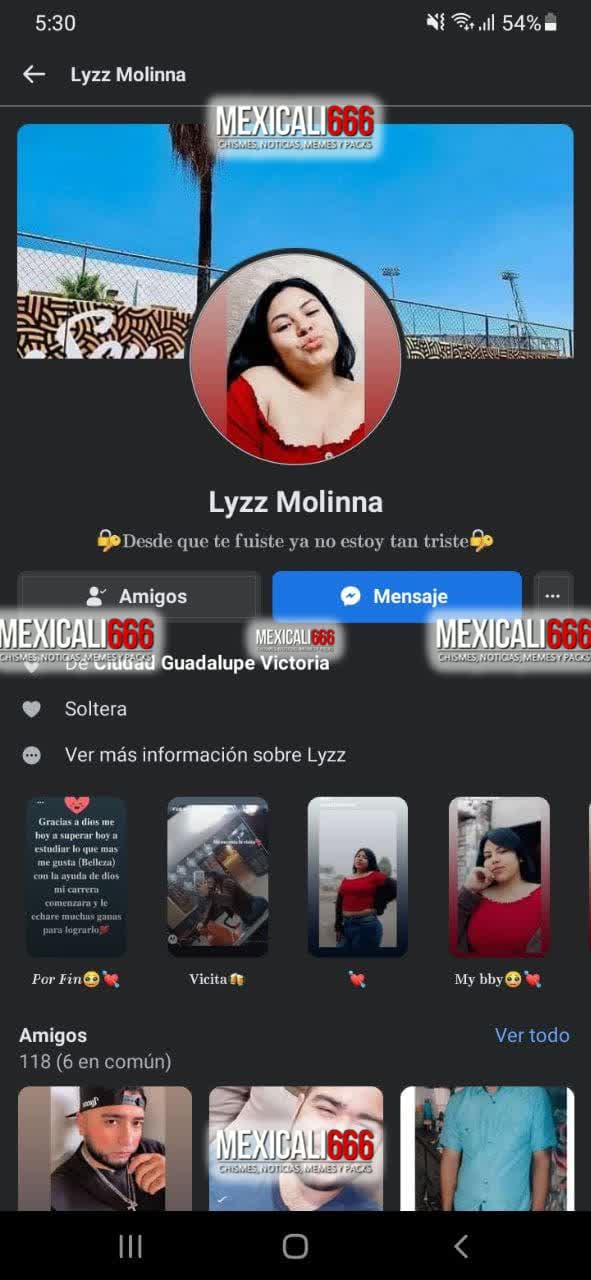 5:30
54%
Lyzz Molinna
MEXICALI666
CHISMES, NOTICIAS, MEMES Y PACKS
Lyzz Molinna
🔐Desde que te fuiste ya no estoy tan triste🔐
Amigos
Mensaje
MEXICALI666
CHISMES, NOTICIAS, MEMES Y PACKS
MEXICALI666
MEXICALI666
CHISMES, NOTICIAS, MEMES Y PACKS
De Ciudad Guadalupe Victoria
Soltera
Ver más información sobre Lyzz
Gracias a dios me
boy a superar boy a
estudiar lo que mas
me gusta (Belleza)
con la ayuda de dios
mi carrera
comenzara y le
echare muchas ganas
para lograrlo
Por Fin🥺💘
Vicita🍻
💘
My bby🥺💘
Amigos
Ver todo
118 (6 en común)
MEXICALI666
CHISMES, NOTICIAS, MEMES Y PACKS